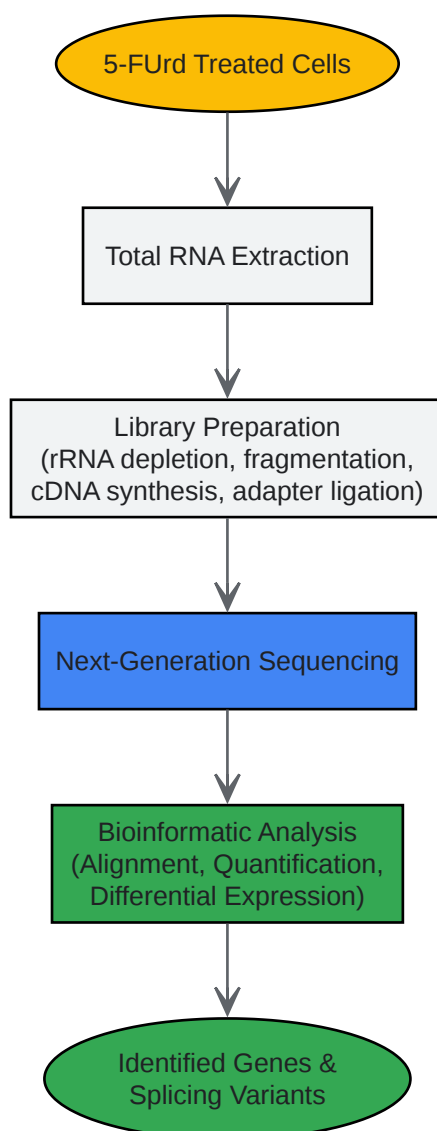 5-FUrd Treated Cells
Total RNA Extraction
Library Preparation
(rRNA depletion, fragmentation,
cDNA synthesis, adapter ligation)
Next-Generation Sequencing
Bioinformatic Analysis
(Alignment, Quantification,
Differential Expression)
Identified Genes &
Splicing Variants